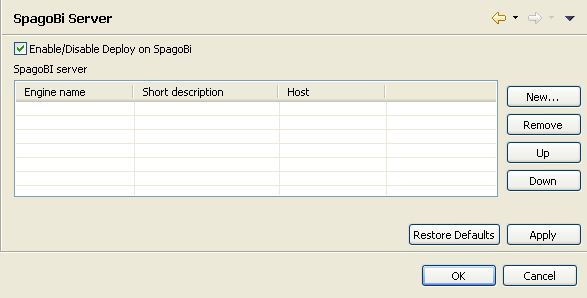 SpagoBi Server
Enable/Disable Deploy on SpagoBi
SpagoBI server
Engine name Short description Host
New...
Remove
Up
Down
Restore Defaults Apply
OK Cancel